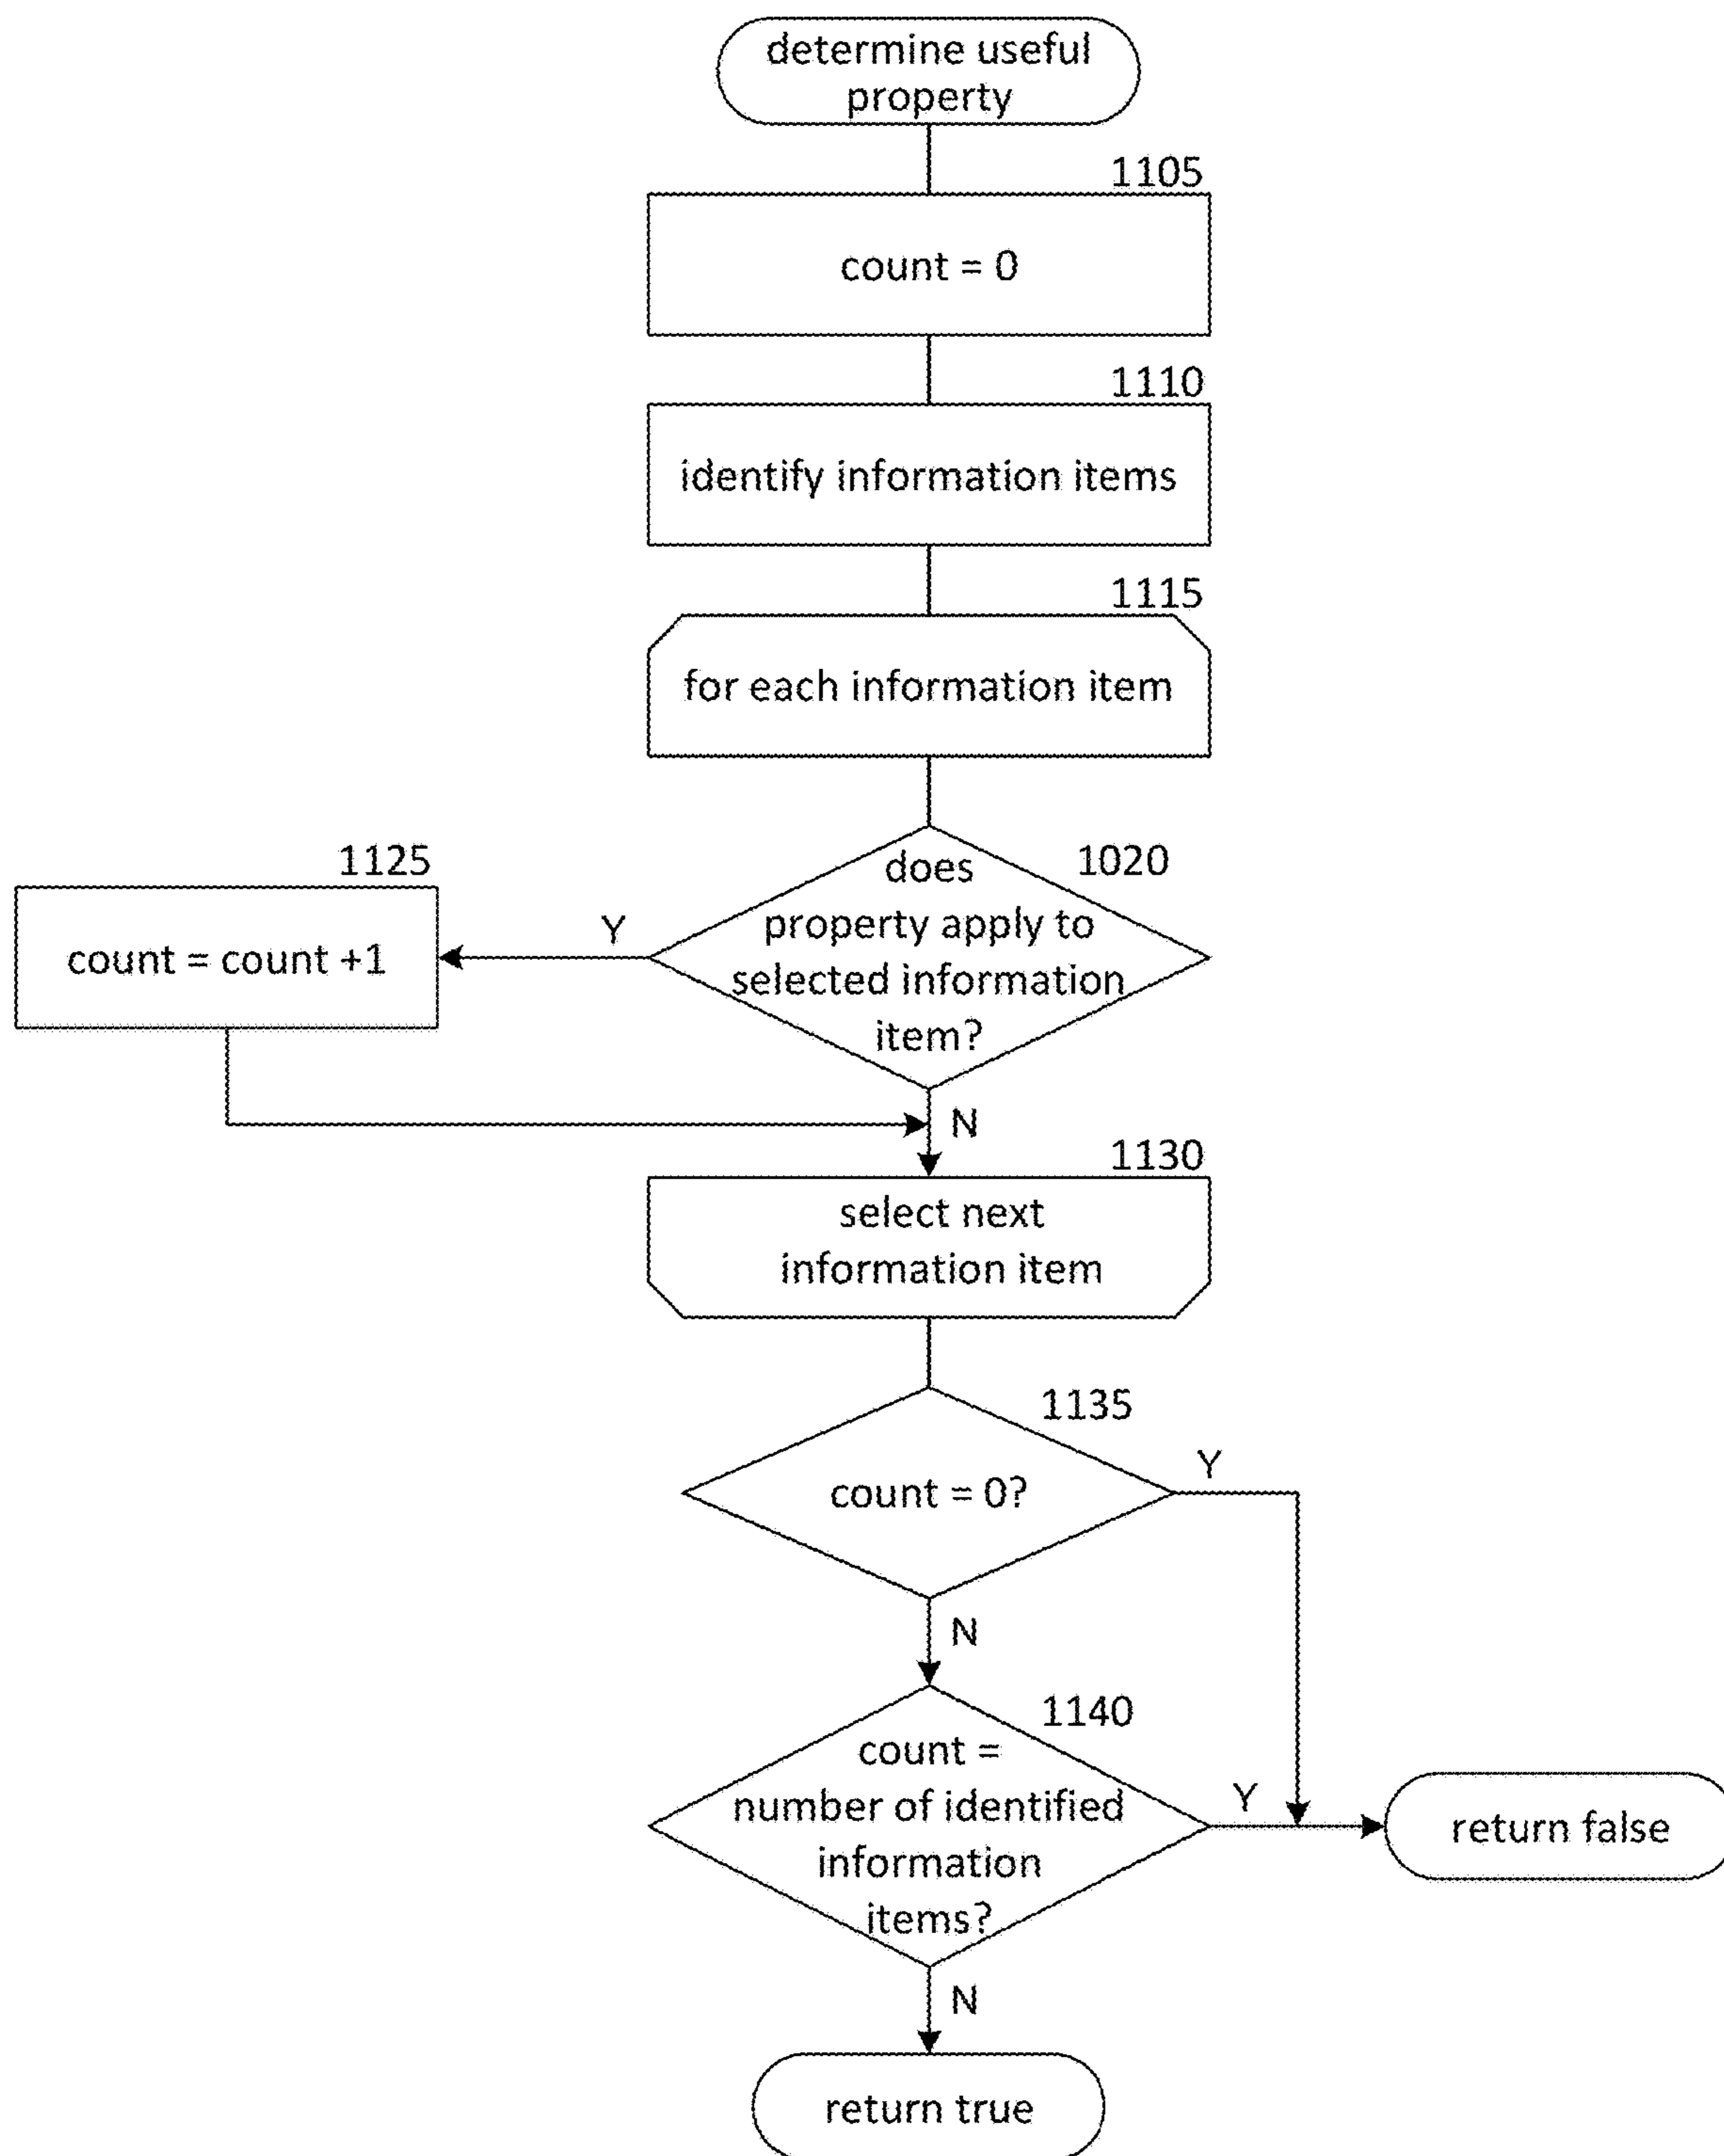 determine useful
property
1105
count = 0
1110
identify information items
1115
for each information item
1125
count = count +1
Y
1020
does
property apply to
selected information
item?
N
1130
select next
information item
1135
count = 0?
Y
N
1140
count =
number of identified
information
items?
Y
return false
N
return true